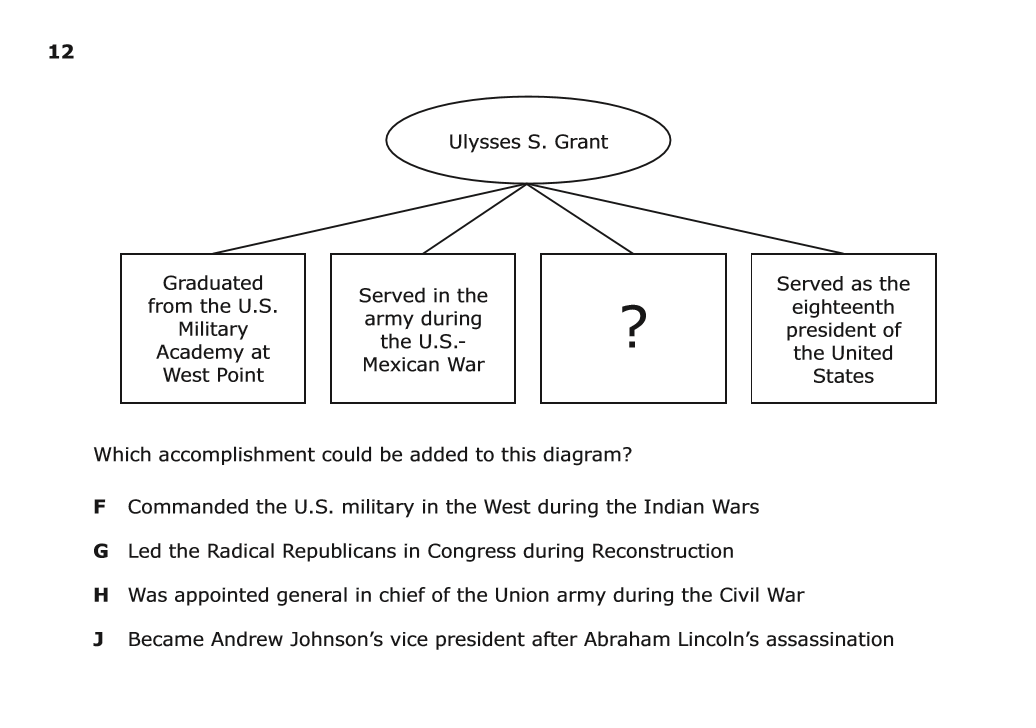 12
Ulysses S. Grant
Graduated
from the U.S.
Military
Academy at
West Point
Served in the
army during
the U.S.-
Mexican War
?
Served as the
eighteenth
president of
the United
States
Which accomplishment could be added to this diagram?
F Commanded the U.S. military in the West during the Indian Wars
G Led the Radical Republicans in Congress during Reconstruction
H Was appointed general in chief of the Union army during the Civil War
J Became Andrew Johnson’s vice president after Abraham Lincoln’s assassination